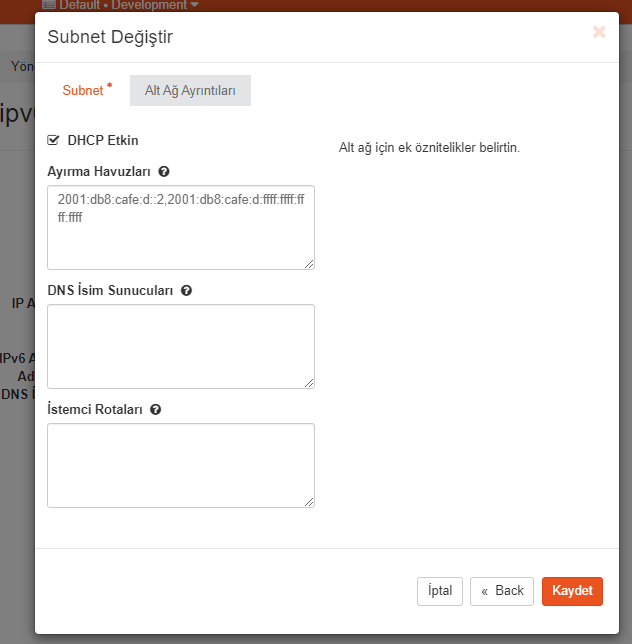 Default • Development
Subnet Değiştir
Yön
Subnet *
Alt Ağ Ayrıntıları
ipv
DHCP Etkin
Alt ağ için ek öznitelikler belirtin.
Ayırma Havuzları
2001:db8:cafe:d::2,2001:db8:cafe:d:ffff:ffff:ff
ff:ffff
DNS İsim Sunucuları
IP A
IPv6 A
Ad
DNS İ
İstemci Rotaları
İptal
« Back
Kaydet